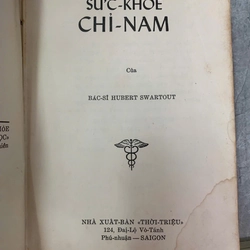 SỨC-KHỎE
CHỈ-NAM
Của
BÁC-SĨ HUBERT SWARTOUT
NHÀ XUẤT-BẢN «THỜI-TRIỆU»
124, Đại-Lộ Võ-Tánh
Phú-nhuận — SAIGON